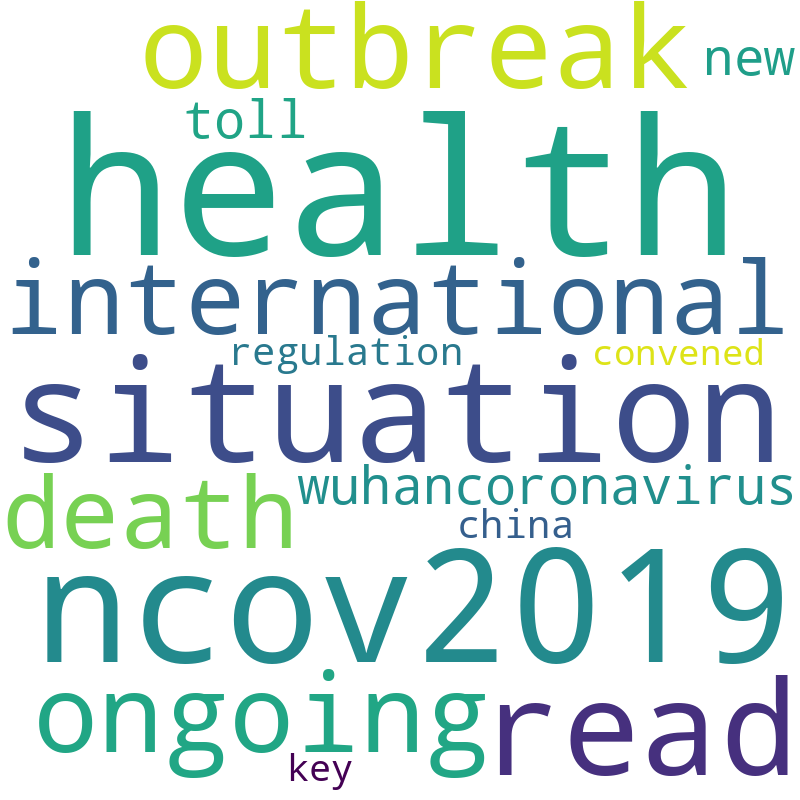 outbreak new
toll
health
international
regulation convened
situation
wuhancoronavirus
death
china
ncov2019
ongoing read
key